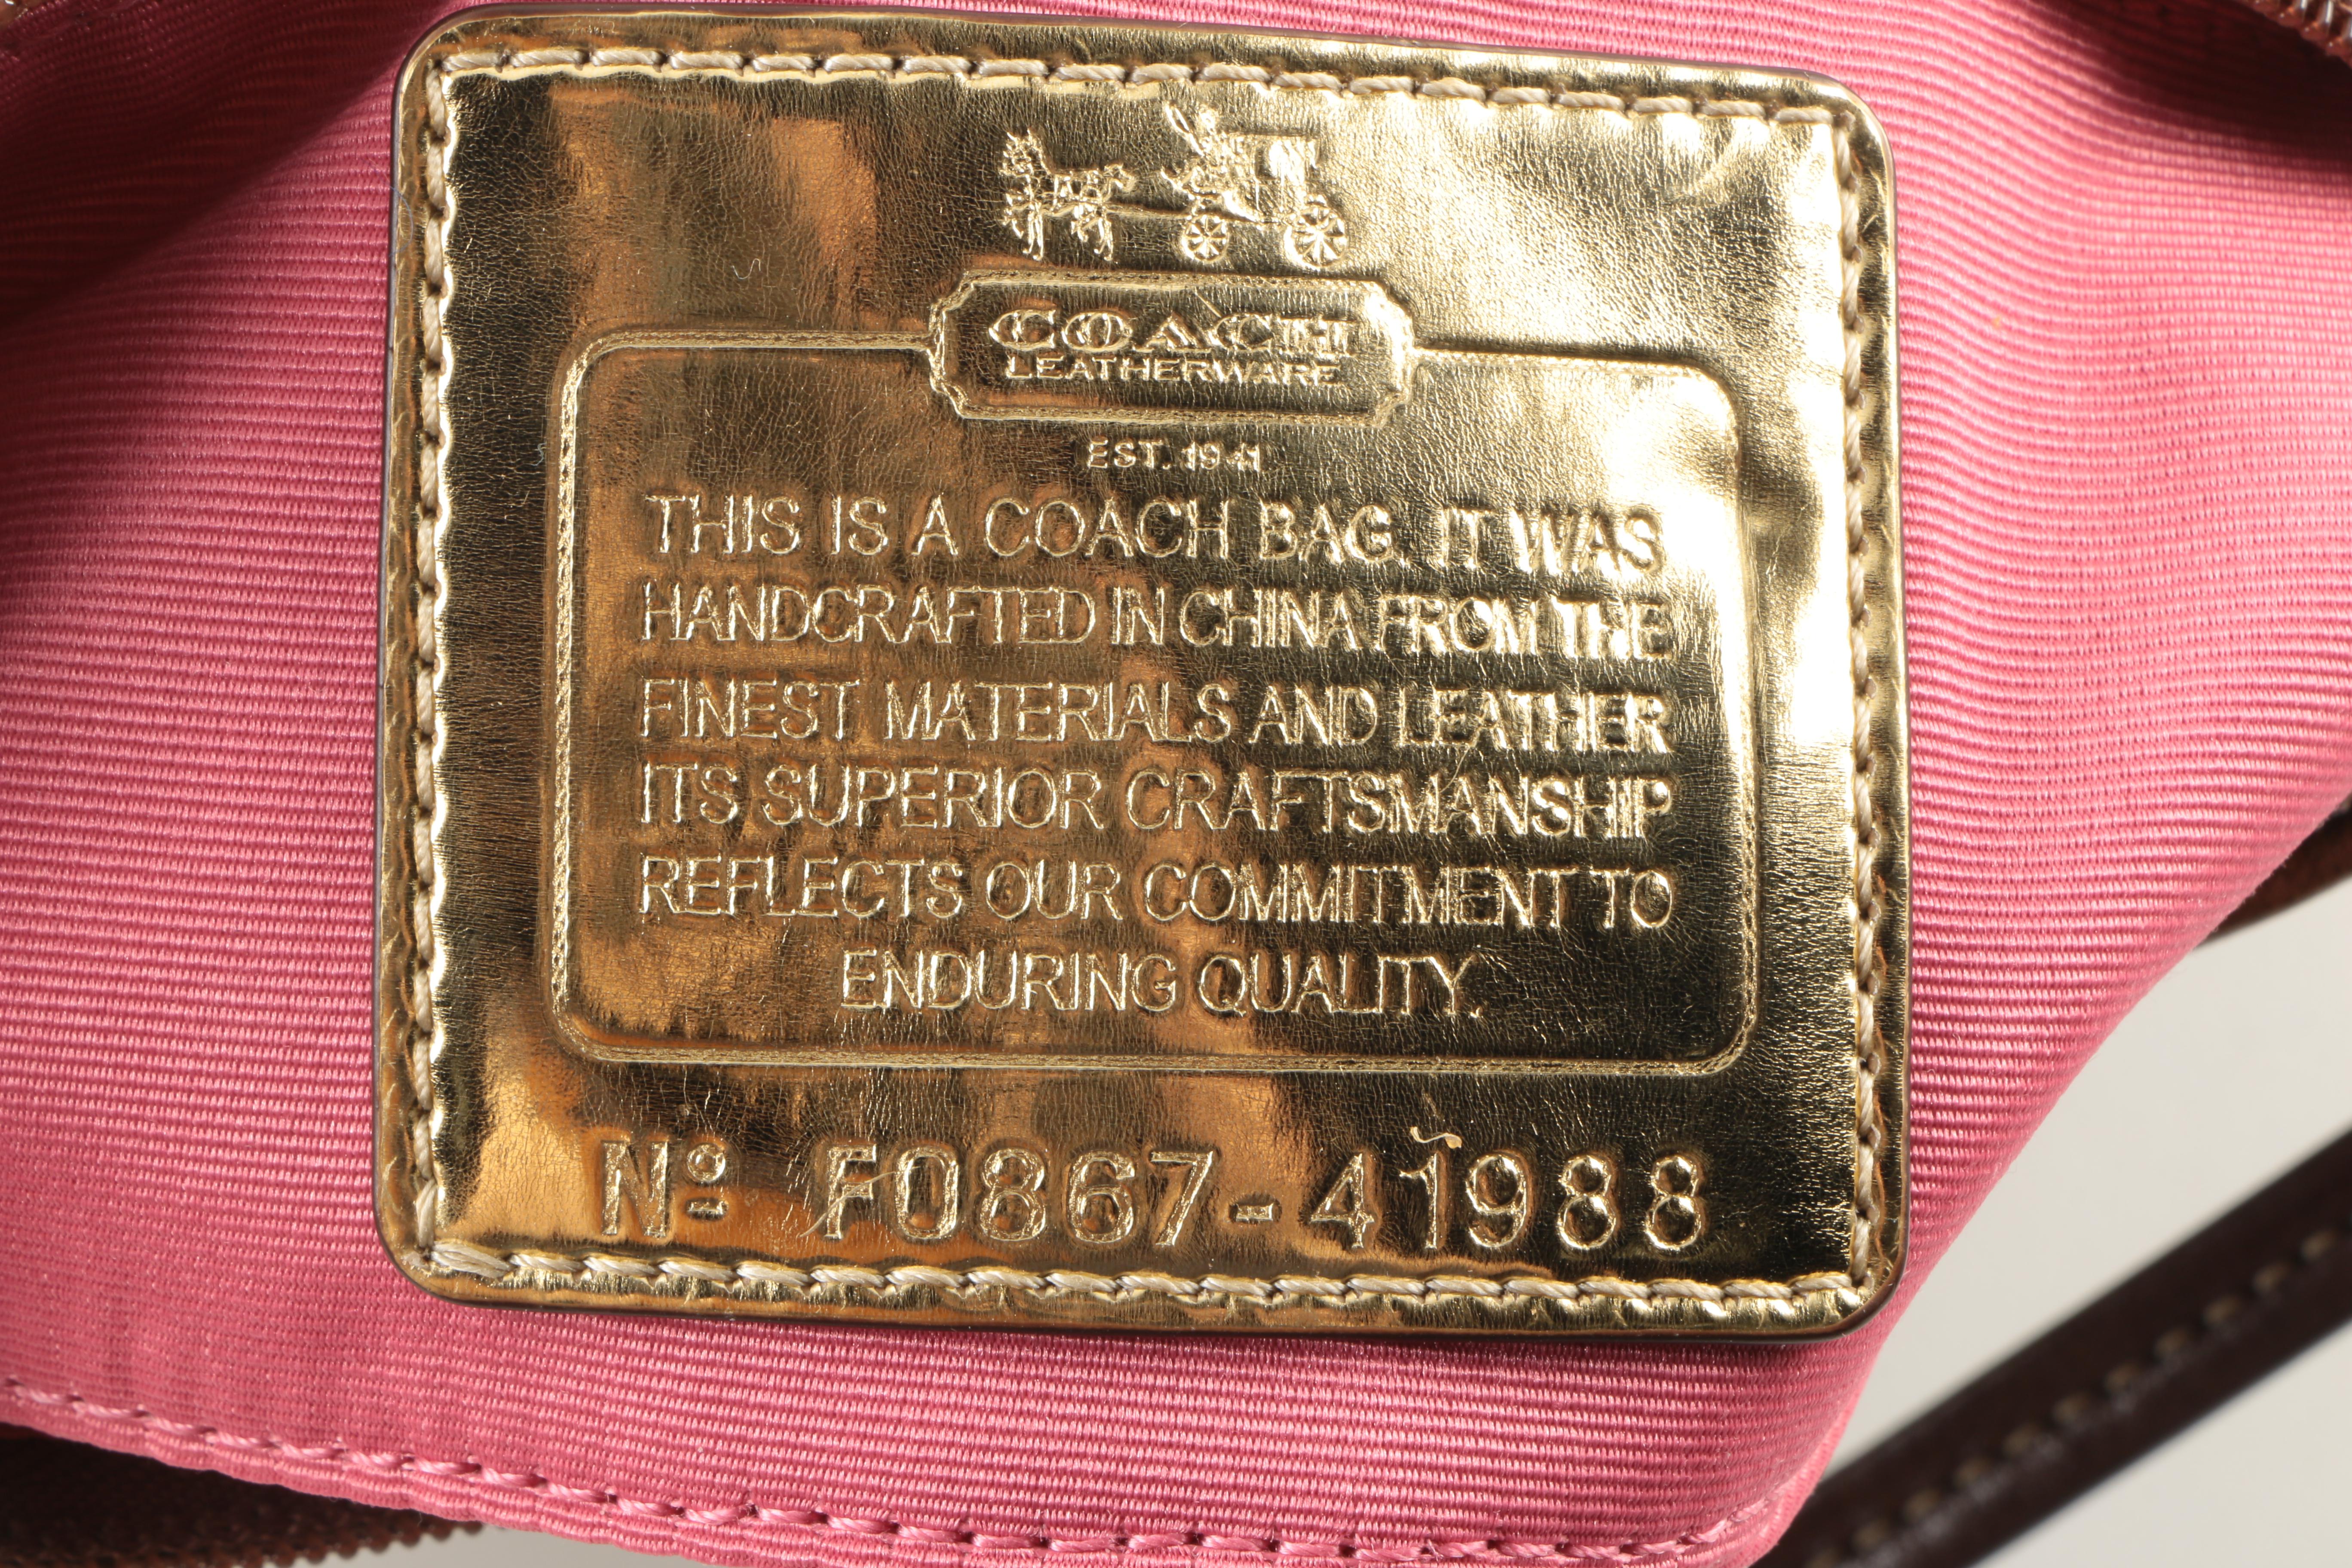 COACH
LEATHERWARE
EST. 1941
THIS IS A COACH BAG. IT WAS
HANDCRAFTED IN CHINA FROM THE
FINEST MATERIALS AND LEATHER
ITS SUPERIOR CRAFTSMANSHIP
REFLECTS OUR COMMITMENT TO
ENDURING QUALITY.
Nº F0867-41988